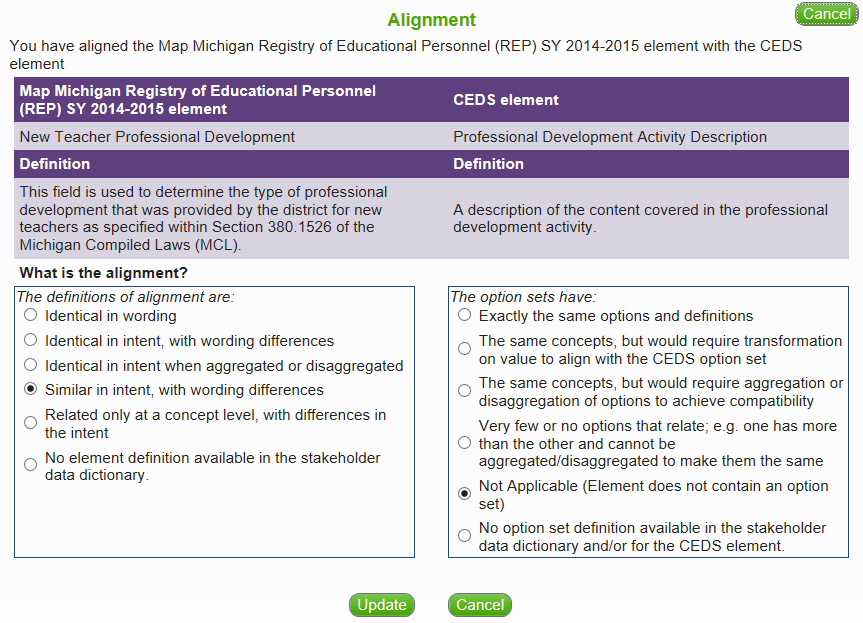 Alignment
Cancel
You have aligned the Map Michigan Registry of Educational Personnel (REP) SY 2014-2015 element with the CEDS
element
Map Michigan Registry of Educational Personnel
(REP) SY 2014-2015 element
CEDS element
New Teacher Professional Development
Professional Development Activity Description
Definition
Definition
This field is used to determine the type of professional
development that was provided by the district for new
teachers as specified within Section 380.1526 of the
Michigan Compiled Laws (MCL).
A description of the content covered in the professional
development activity.
What is the alignment?
The definitions of alignment are:
Identical in wording
Identical in intent, with wording differences
Identical in intent when aggregated or disaggregated
Similar in intent, with wording differences
Related only at a concept level, with differences in
the intent
No element definition available in the stakeholder
data dictionary.
The option sets have:
Exactly the same options and definitions
The same concepts, but would require transformation
on value to align with the CEDS option set
The same concepts, but would require aggregation or
disaggregation of options to achieve compatibility
Very few or no options that relate; e.g. one has more
than the other and cannot be
aggregated/disaggregated to make them the same
Not Applicable (Element does not contain an option
set)
No option set definition available in the stakeholder
data dictionary and/or for the CEDS element.
Update
Cancel